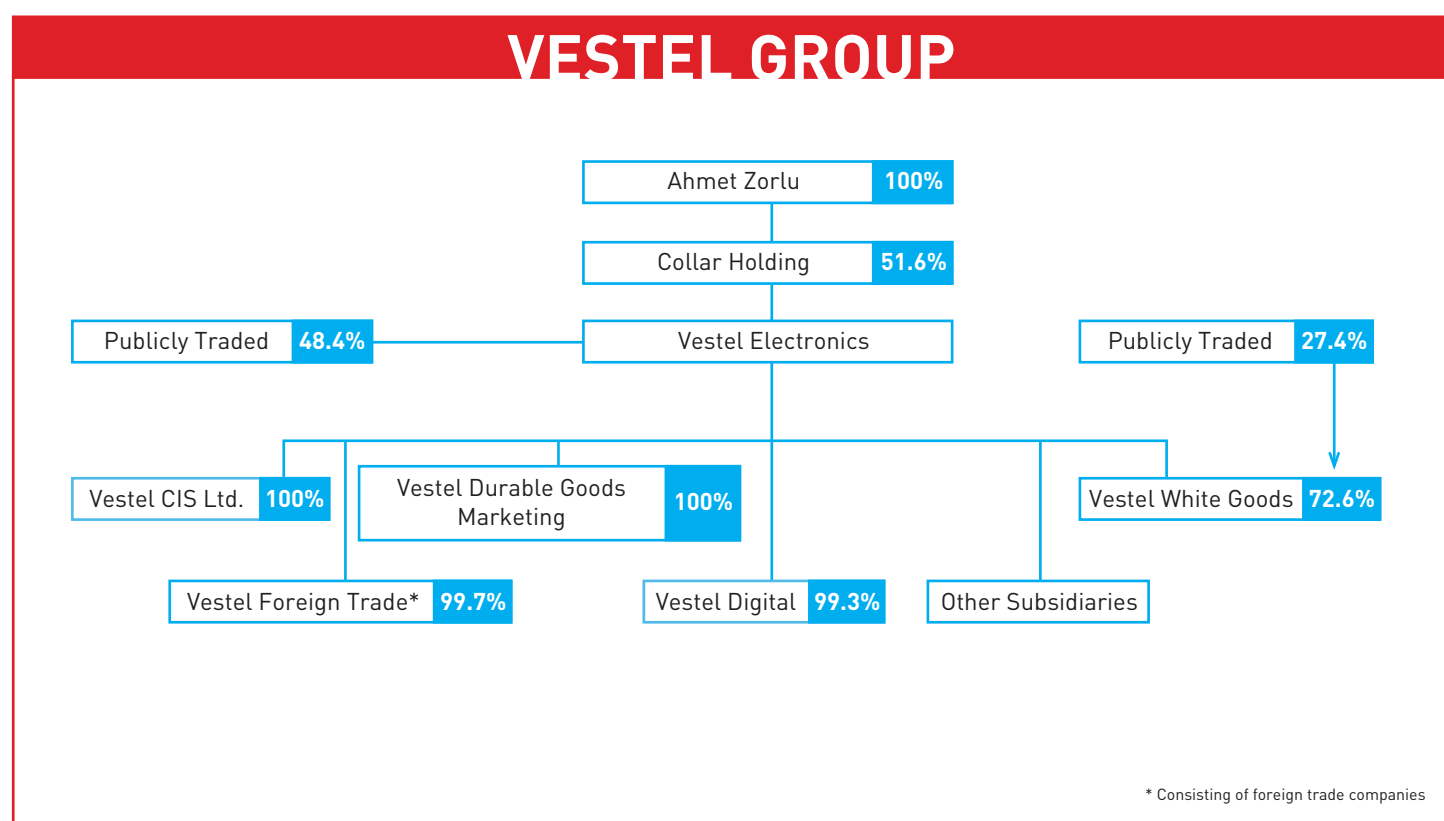 VESTEL GROUP
Ahmet Zorlu 100%
Collar Holding 51.6%
Publicly Traded 48.4%
Vestel Electronics
Publicly Traded 27.4%
Vestel CIS Ltd. 100%
Vestel Durable Goods
Marketing
100%
Vestel White Goods 72.6%
Vestel Foreign Trade* 99.7%
Vestel Digital 99.3%
Other Subsidiaries
* Consisting of foreign trade companies